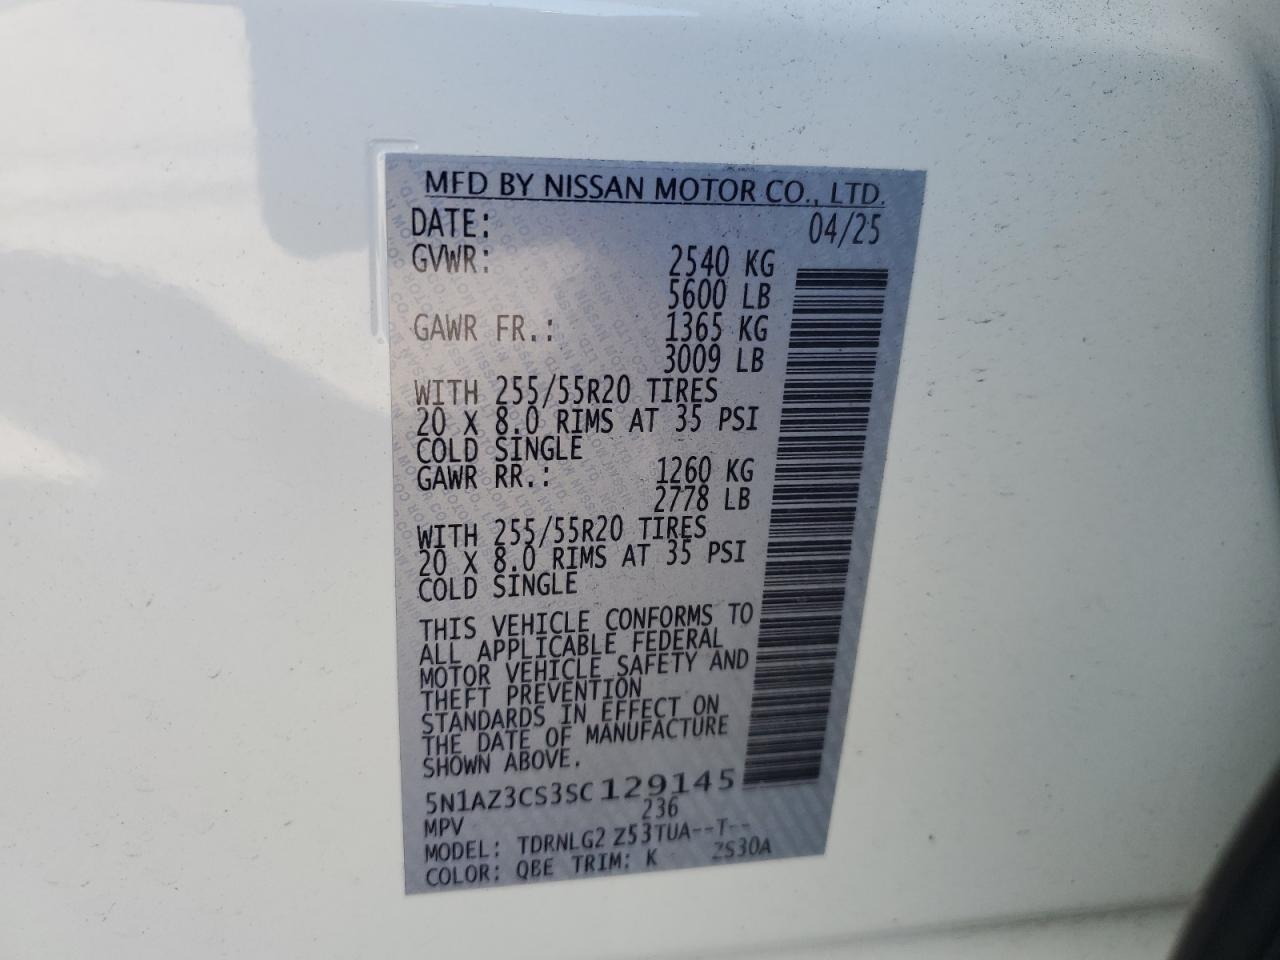 MFD BY NISSAN MOTOR CO., LTD.
DATE: 04/25
GVWR: 2540 KG
5600 LB
GAWR FR.: 1365 KG
3009 LB
WITH 255/55R20 TIRES
20 X 8.0 RIMS AT 35 PSI
COLD SINGLE
GAWR RR.: 1260 KG
2778 LB
WITH 255/55R20 TIRES
20 X 8.0 RIMS AT 35 PSI
COLD SINGLE
THIS VEHICLE CONFORMS TO
ALL APPLICABLE FEDERAL
MOTOR VEHICLE SAFETY AND
THEFT PREVENTION
STANDARDS IN EFFECT ON
THE DATE OF MANUFACTURE
SHOWN ABOVE.
5N1AZ3CS3SC129145
MPV 236
MODEL: TDRNLG2 Z53TUA--T--
COLOR: QBE TRIM: K ZS30A